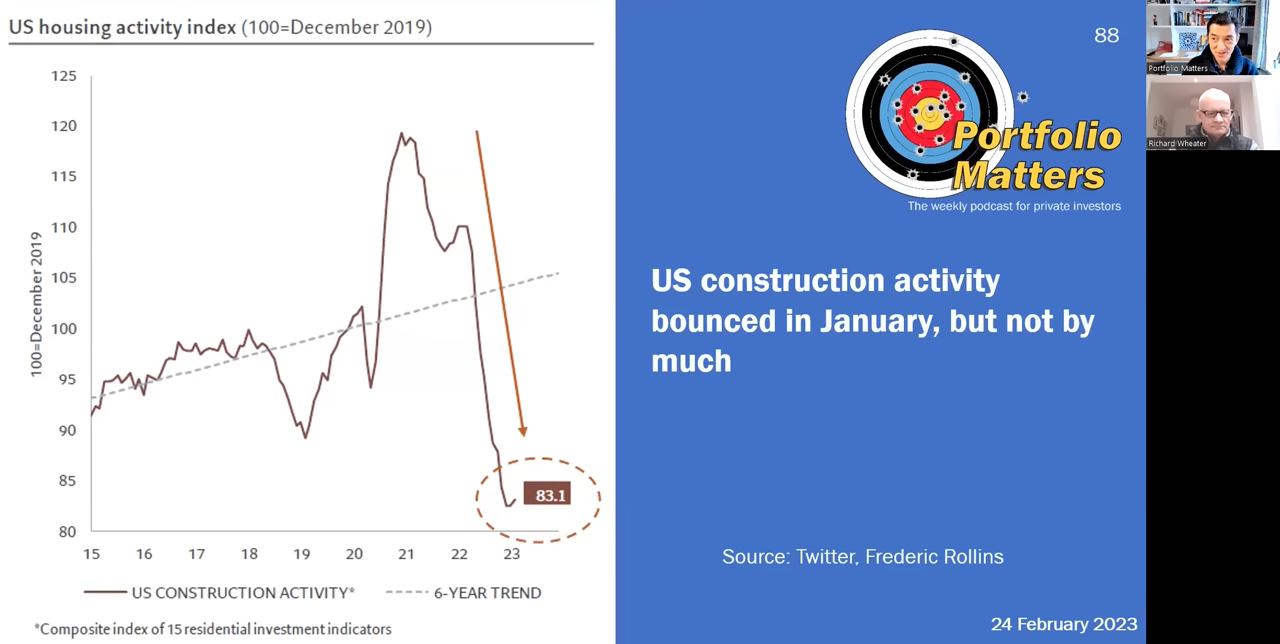 US housing activity index (100=December 2019)
125
120
115
110
105
100
95
90
85
80
100=December 2019
83.1
15 16 17 18 19 20 21 22 23
US CONSTRUCTION ACTIVITY* 6-YEAR TREND
*Composite index of 15 residential investment indicators
88
Portfolio
Matters
The weekly podcast for private investors
US construction activity
bounced in January, but not by
much
Source: Twitter, Frederic Rollins
24 February 2023
Portfolio Matters
Richard Wheater